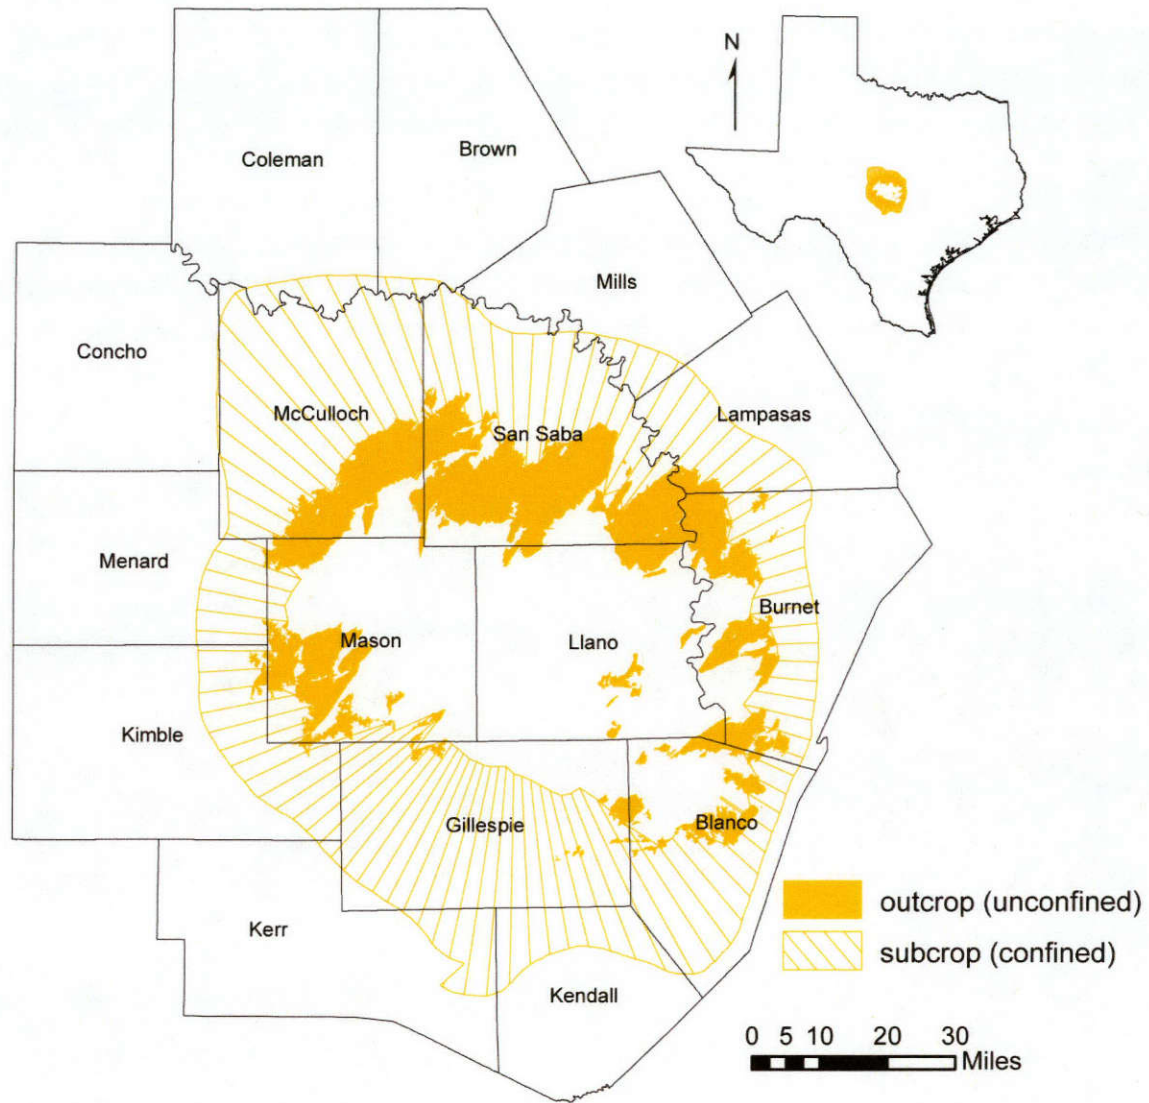 N
Coleman
Brown
Mills
Concho
McCulloch
San Saba
Lampasas
Menard
Mason
Llano
Burnet
Kimble
Gillespie
Blanco
Kerr
Kendall
outcrop (unconfined)
subcrop (confined)
0 5 10 20 30
Miles